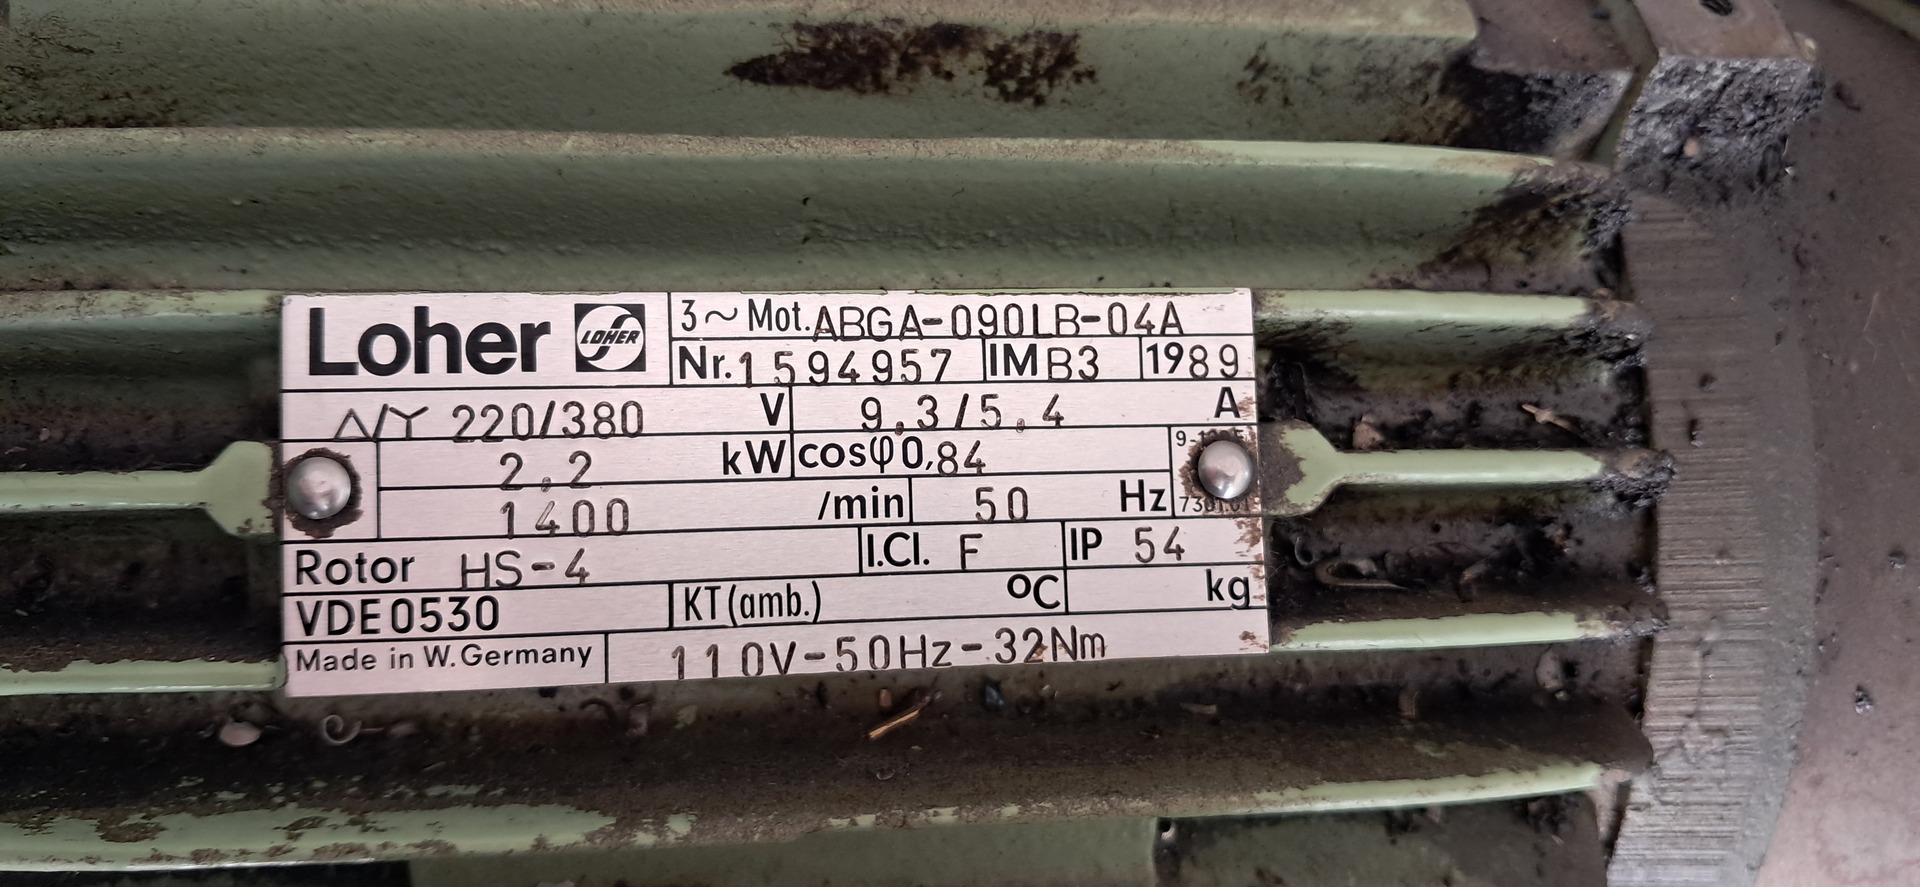 Loher LOHER 3~Mot. ABGA-090LB-04A
Nr. 1594957 IM B3 1989
Δ/Y 220/380 V 9,3/5,4 A
2,2 kW cosφ 0,84
1400 /min 50 Hz
Rotor HS-4 I.Cl. F IP 54
VDE0530 KT(amb.) °C kg
Made in W.Germany 110V-50Hz-32Nm